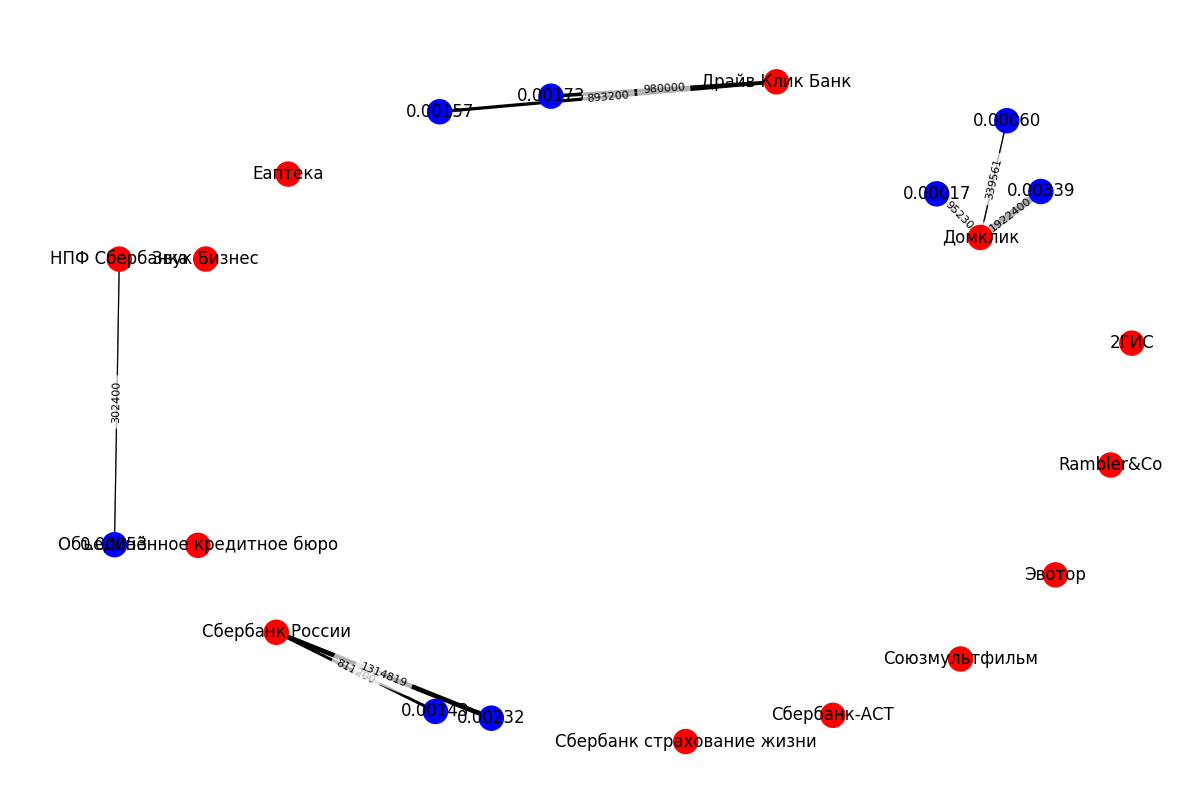 Драйв Клик Банк
980000
893200
0.00173
0.00157
0.00060
Еаптека
339561
0.00017
0.00339
95230
1922400
Домклик
НПФ Сбербанка
Звук Бизнес
2ГИС
302400
Rambler&Co
Объединённое кредитное бюро
0.00053
Эвотор
Сбербанк России
1314819
811200
Союзмультфильм
0.00143
0.00232
Сбербанк-АСТ
Сбербанк страхование жизни